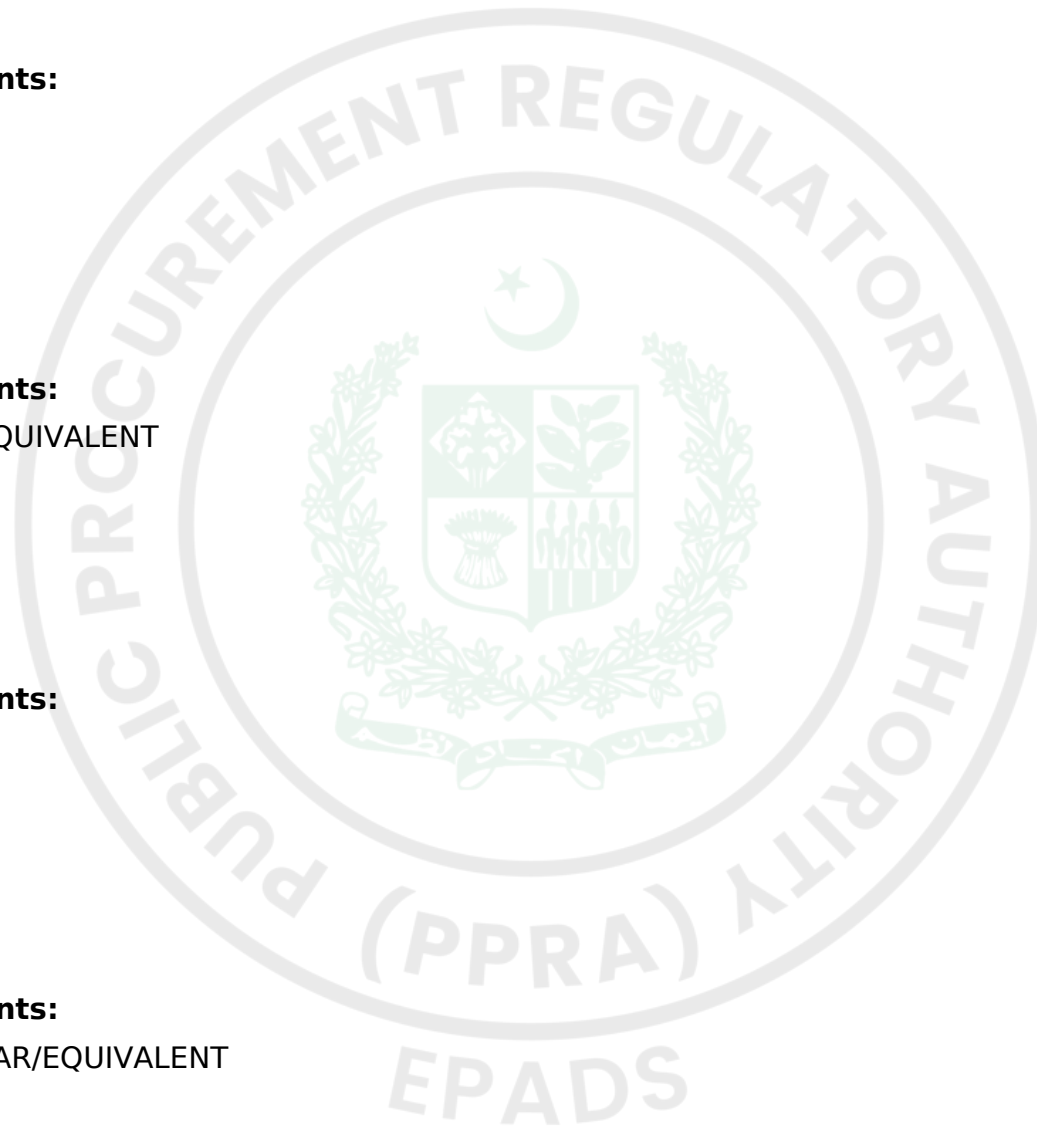 nts:
nts:
QUIVALENT
nts:
nts:
AR/EQUIVALENT
PUBLIC PROCUREMENT REGULATORY AUTHORITY
(PPRA)
EPADS